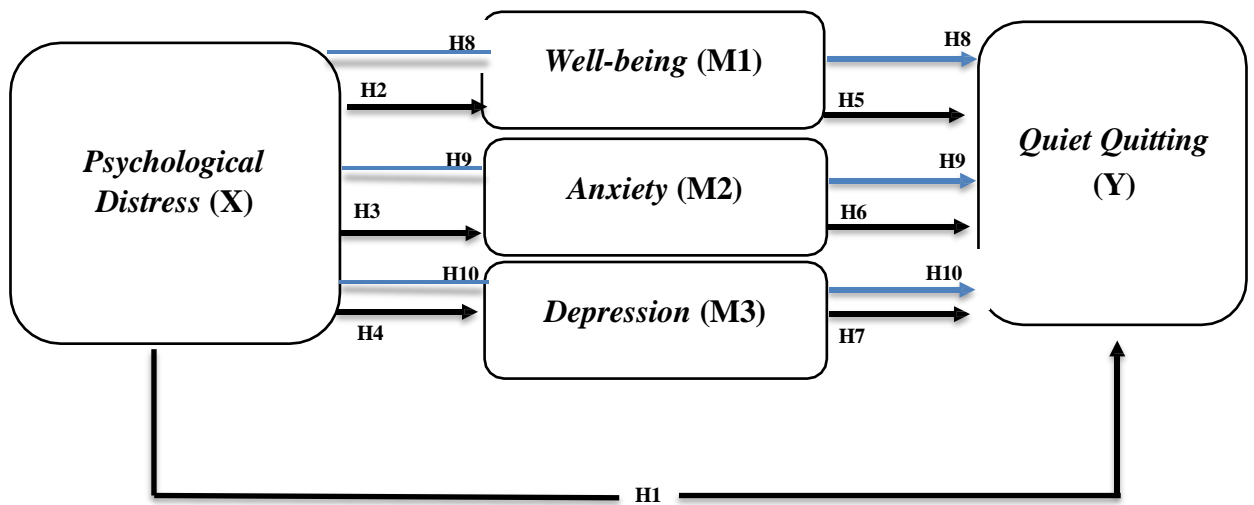 H8
Well-being (M1)
H8
H2
H5
Psychological
Distress (X)
Quiet Quitting
(Y)
H9
Anxiety (M2)
H9
H3
H6
H10
Depression (M3)
H10
H4
H7
H1